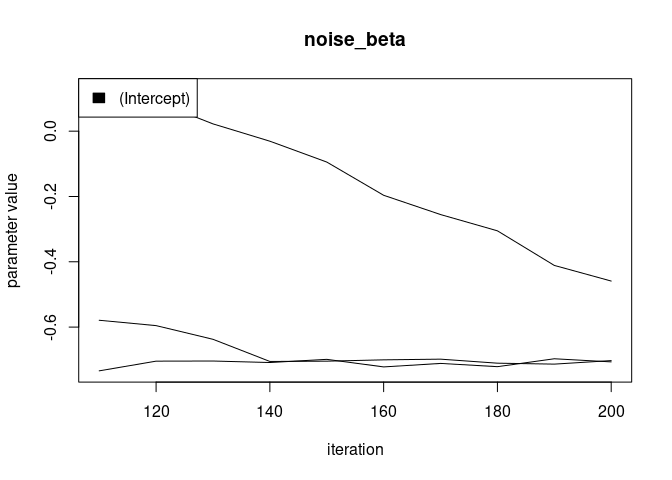 noise_beta
(Intercept)
parameter value
0.0
-0.2
-0.4
-0.6
120 140 160 180 200
iteration